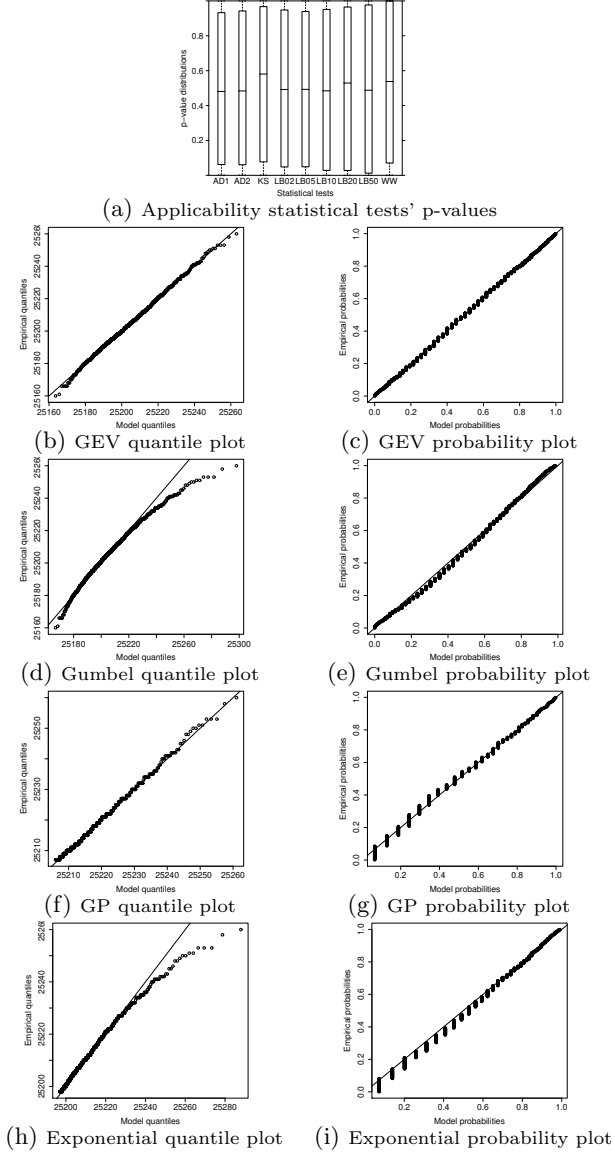 p−value distributions
0.2 0.4 0.6 0.8
AD1 AD2 KS LB02 LB05 LB10 LB20 LB50 WW
Statistical tests
(a) Applicability statistical tests' p-values
Empirical quantiles
25160 25180 25200 25220 25240
25160 25180 25200 25220 25240 25260
Model quantiles
(b) GEV quantile plot
Empirical probabilities
0.0 0.2 0.4 0.6 0.8 1.0
0.0 0.2 0.4 0.6 0.8 1.0
Model probabilities
(c) GEV probability plot
Empirical quantiles
25160 25180 25200 25220 25240
25180 25220 25260 25300
Model quantiles
(d) Gumbel quantile plot
Empirical probabilities
0.0 0.2 0.4 0.6 0.8 1.0
0.0 0.2 0.4 0.6 0.8 1.0
Model probabilities
(e) Gumbel probability plot
Empirical quantiles
25210 25230 25250
25210 25220 25230 25240 25250 25260
Model quantiles
(f) GP quantile plot
Empirical probabilities
0.0 0.2 0.4 0.6 0.8 1.0
0.2 0.4 0.6 0.8 1.0
Model probabilities
(g) GP probability plot
Empirical quantiles
25200 25220 25240
25200 25220 25240 25260 25280
Model quantiles
(h) Exponential quantile plot
Empirical probabilities
0.0 0.2 0.4 0.6 0.8 1.0
0.2 0.4 0.6 0.8 1.0
Model probabilities
(i) Exponential probability plot